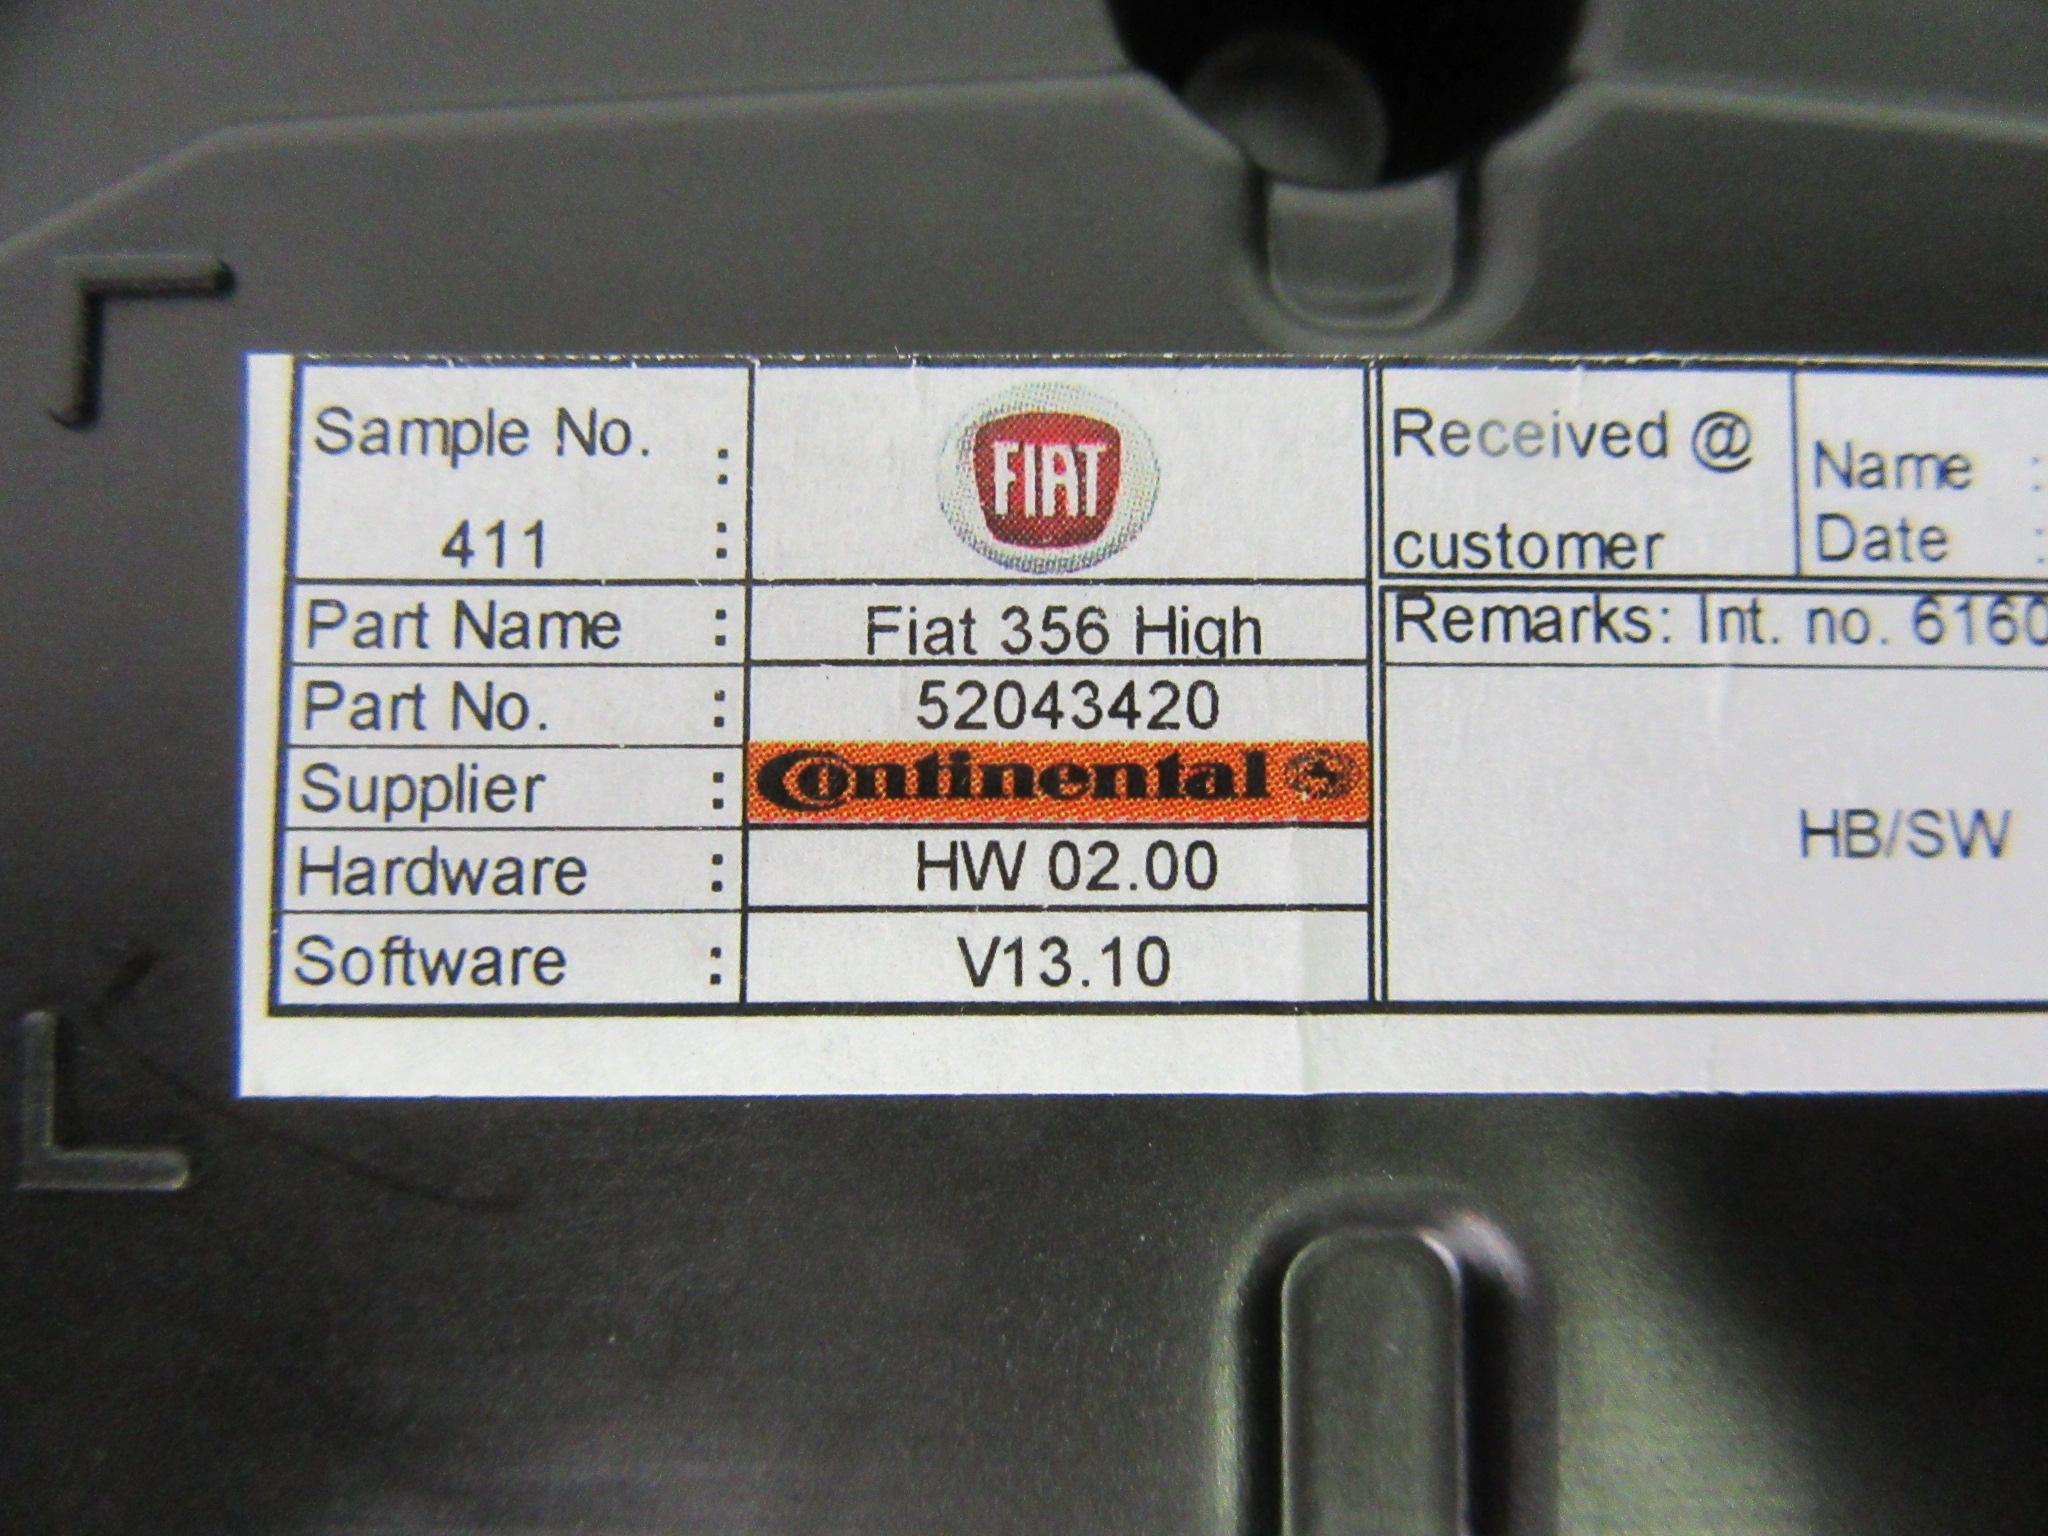 Sample No. :
411 :
FIAT
Received @
customer
Name :
Date :
Part Name : Fiat 356 High
Remarks: Int. no. 6160
Part No. : 52043420
Supplier : Continental
HB/SW
Hardware : HW 02.00
Software : V13.10